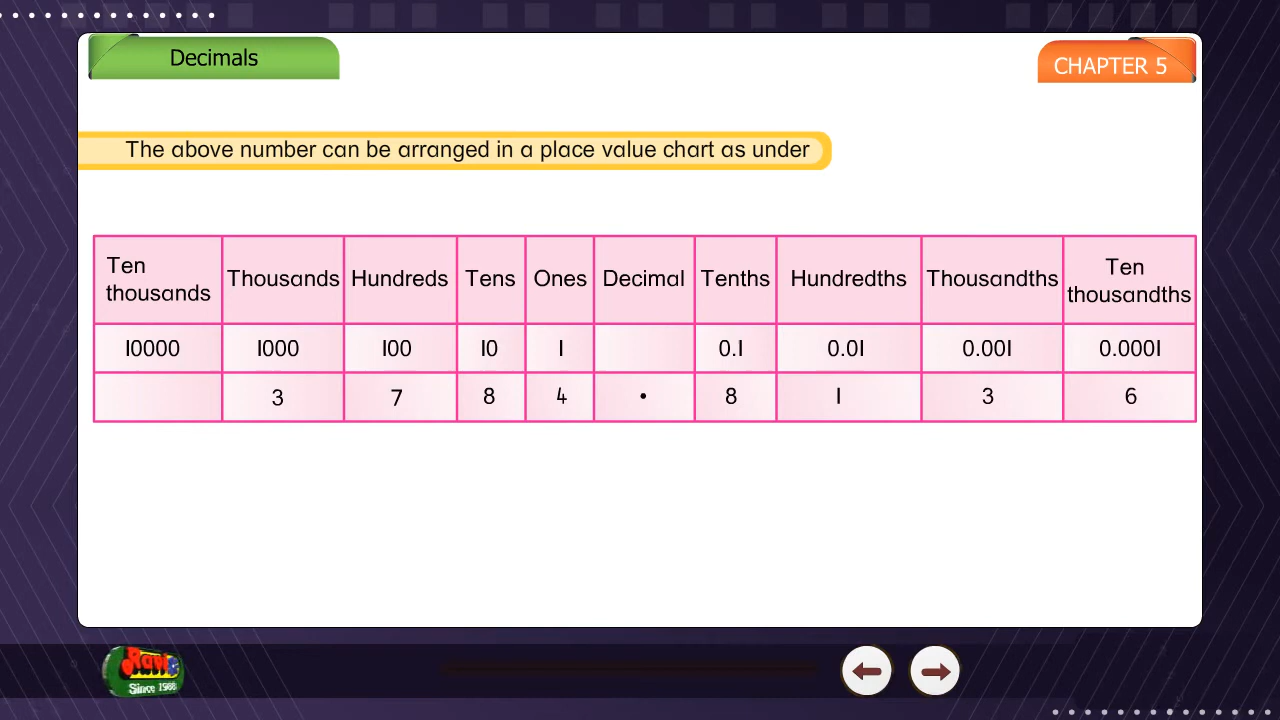 Decimals
CHAPTER 5
The above number can be arranged in a place value chart as under
Ten thousands Thousands Hundreds Tens Ones Decimal Tenths Hundredths Thousandths Ten thousandths
10000 1000 100 10 1 0.1 0.01 0.001 0.0001
3 7 8 4 • 8 1 3 6
Since 1988